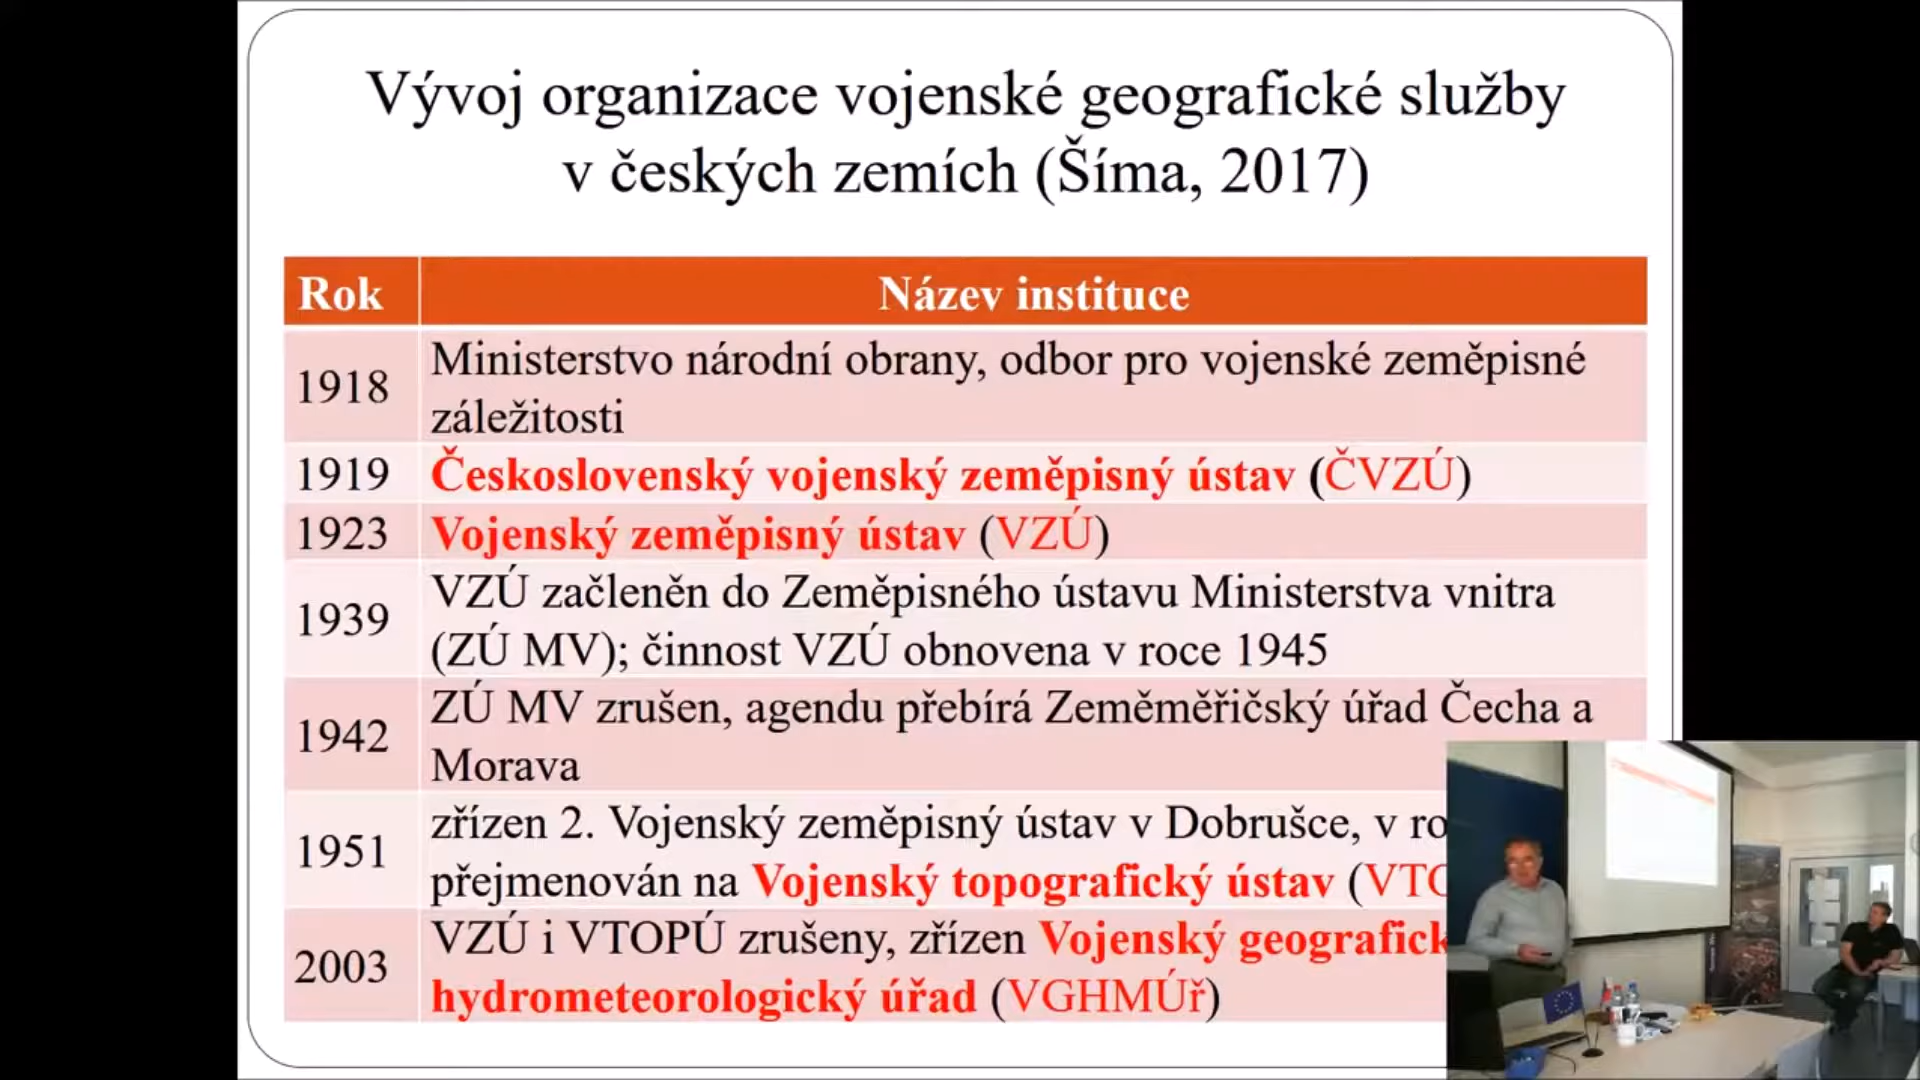 Vývoj organizace vojenské geografické služby
v českých zemích (Šíma, 2017)
Rok Název instituce
1918 Ministerstvo národní obrany, odbor pro vojenské zeměpisné
záležitosti
1919 Československý vojenský zeměpisný ústav (ČVZÚ)
1923 Vojenský zeměpisný ústav (VZÚ)
1939 VZÚ začleněn do Zeměpisného ústavu Ministerstva vnitra
(ZÚ MV); činnost VZÚ obnovena v roce 1945
1942 ZÚ MV zrušen, agendu přebírá Zeměměřičský úřad Čecha a
Morava
1951 zřízen 2. Vojenský zeměpisný ústav v Dobrušce, v
přejmenován na Vojenský topografický ústav
2003 VZÚ i VTOPÚ zrušeny, zřízen Vojenský
hydrometeorologický úřad (VGHMÚř)